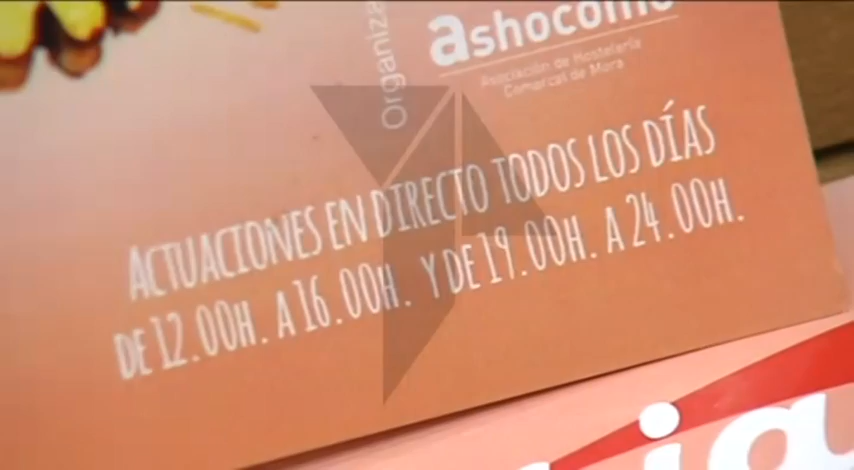 Organiza
ashocomo
Asociación de Hostelería
Comarcal de Mora
ACTUACIONES EN DIRECTO TODOS LOS DÍAS
DE 12.00H. A 16.00H. Y DE 19.00H. A 24.00H.